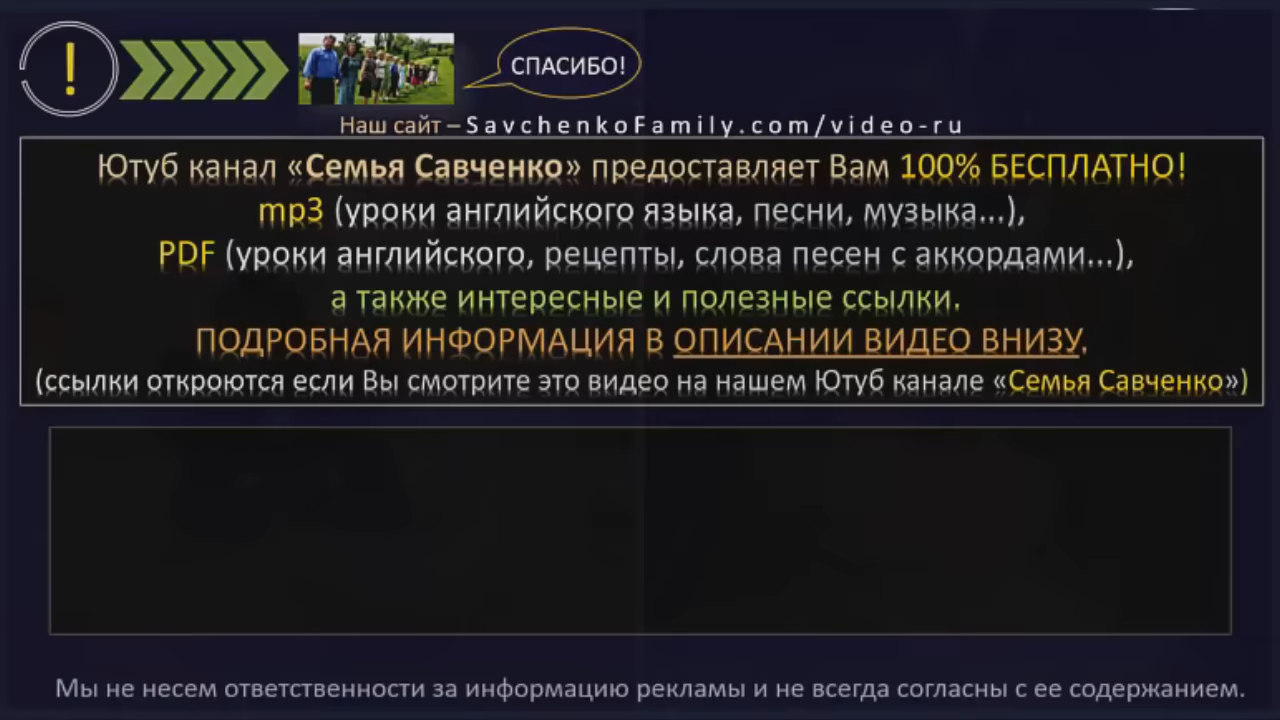 !
СПАСИБО!
Наш сайт – SavchenkoFamily.com/video-ru
Ютуб канал «Семья Савченко» предоставляет Вам 100% БЕСПЛАТНО!
mp3 (уроки английского языка, песни, музыка...),
PDF (уроки английского, рецепты, слова песен с аккордами...),
а также интересные и полезные ссылки.
ПОДРОБНАЯ ИНФОРМАЦИЯ В ОПИСАНИИ ВИДЕО ВНИЗУ.
(ссылки откроются если Вы смотрите это видео на нашем Ютуб канале «Семья Савченко»)
Мы не несем ответственности за информацию рекламы и не всегда согласны с ее содержанием.